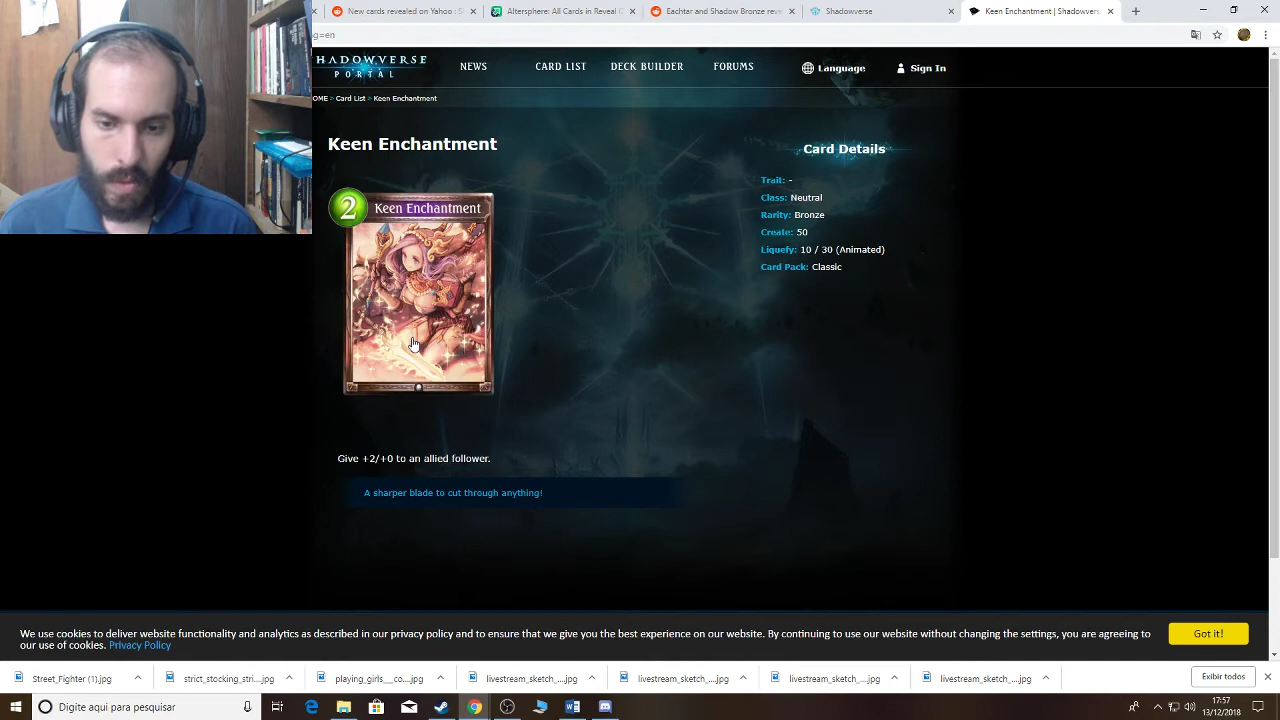 New cards revealed on Yahoo : S
Altersphere: All Cards in Reveal O
Eachtar and Shadow Bronze reve
Shadowverse
Keen Enchantment | Shadowvers
g=en
HADOWVERSE
PORTAL
NEWS
CARD LIST
DECK BUILDER
FORUMS
Language
Sign In
OME > Card List > Keen Enchantment
Keen Enchantment
Card Details
2
Keen Enchantment
Trait: -
Class: Neutral
Rarity: Bronze
Create: 50
Liquefy: 10 / 30 (Animated)
Card Pack: Classic
Give +2/+0 to an allied follower.
A sharper blade to cut through anything!
We use cookies to deliver website functionality and analytics as described in our privacy policy and to ensure that we give you the best experience on our website. By continuing to use our website without changing the settings, you are agreeing to
our use of cookies. Privacy Policy
Got it!
Street_Fighter (1).jpg
strict_stocking_stri....jpg
playing_girls__co....jpg
livestream_sketch_....jpg
livestream_sketch_....jpg
livestream_sketch_....jpg
livestream_sketch_....jpg
Exibir todos
Digite aqui para pesquisar
17:57
13/12/2018